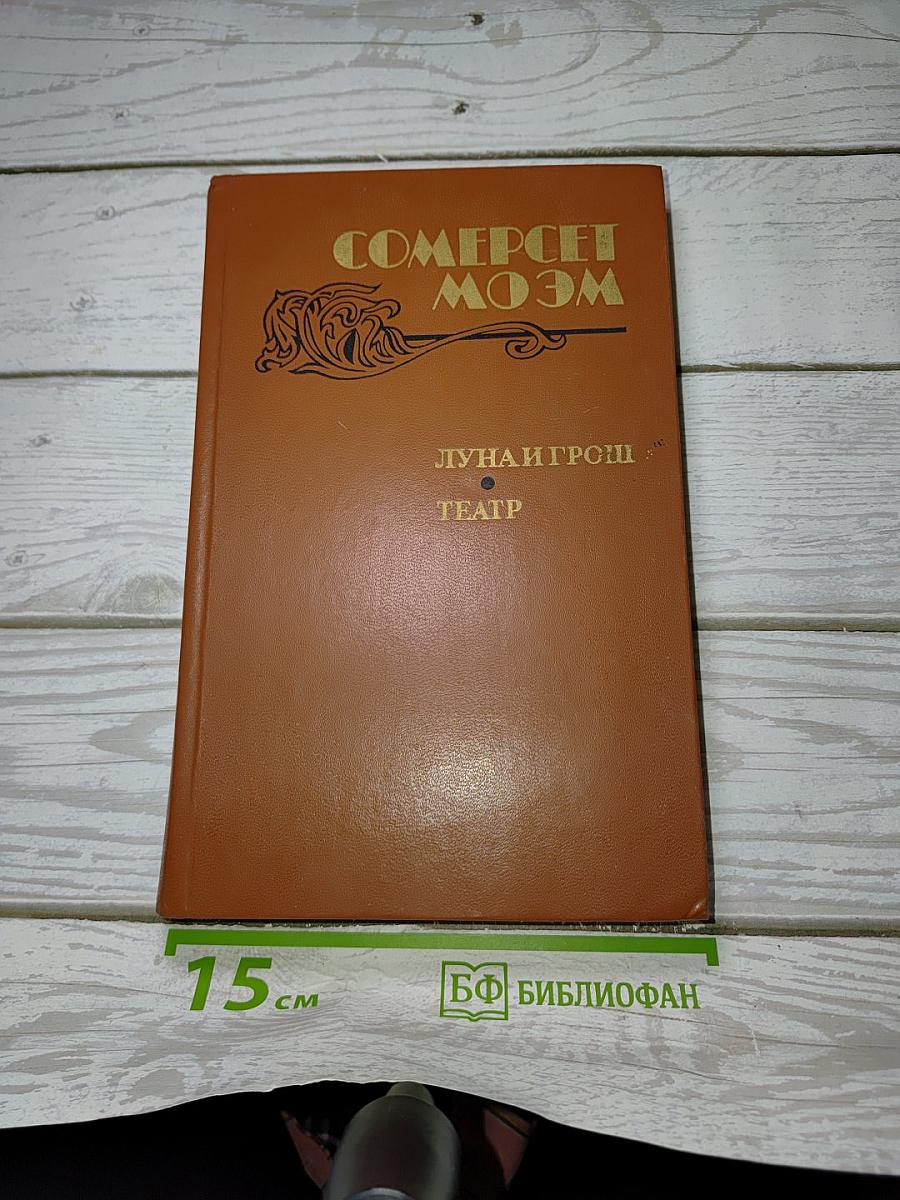 СОМЕРСЕТ
МОЭМ
ЛУНА И ГРОШ
ТЕАТР
15 см
БФ БИБЛИОФАН